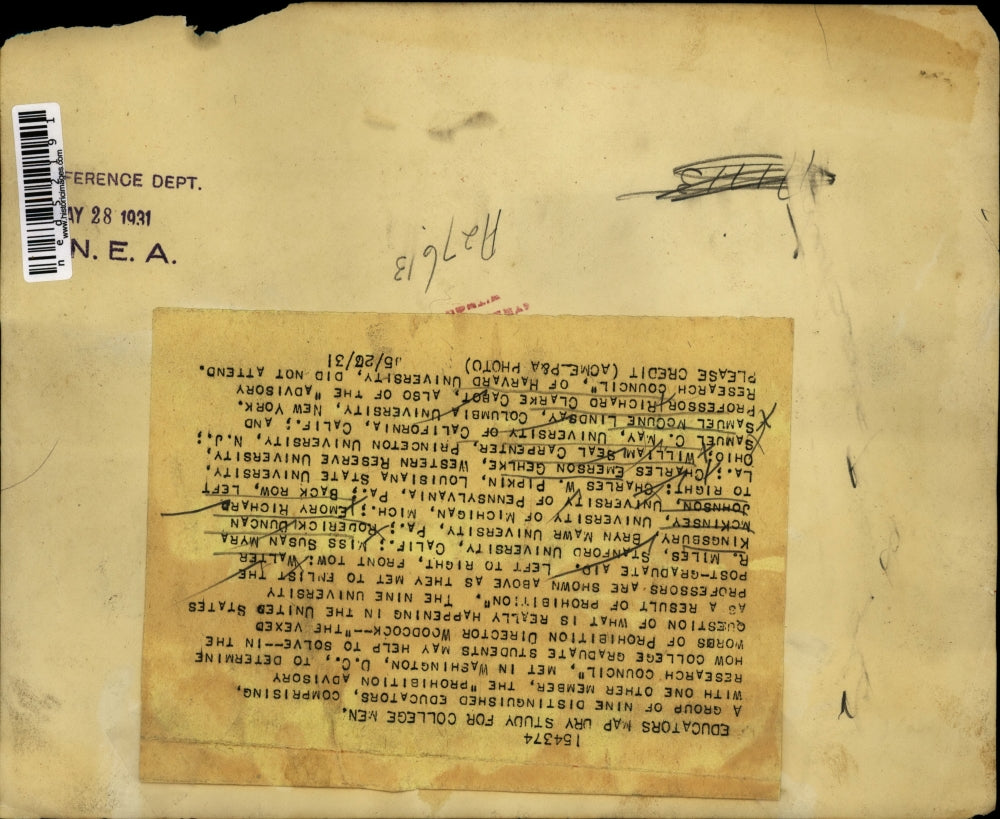 FERENCE DEPT.
AY 28 1931
N. E. A.
www.historicimages.com
A27613
154374
EDUCATORS MAP DRY STUDY FOR COLLEGE MEN.
A GROUP OF NINE DISTINGUISHED EDUCATORS, COMPRISING,
WITH ONE OTHER MEMBER, THE "PROHIBITION ADVISORY
RESEARCH COUNCIL", MET IN WASHINGTON, D.C., TO DETERMINE
HOW COLLEGE GRADUATE STUDENTS MAY HELP TO SOLVE--IN THE
WORDS OF PROHIBITION DIRECTOR WOODCOCK--"THE VEXED
QUESTION OF WHAT IS REALLY HAPPENING IN THE UNITED STATES
AS A RESULT OF PROHIBITION". THE NINE UNIVERSITY
PROFESSORS ARE SHOWN ABOVE AS THEY MET TO ENLIST THE
POST-GRADUATE AID. LEFT TO RIGHT, FRONT TOW: WALTER
R. MILES, STANFORD UNIVERSITY, CALIF.; MISS SUSAN MYRA
KINGSBURY BRYN MAWR UNIVERSITY, PA.; RODERICK DUNCAN
MCKINSEY, UNIVERSITY OF MICHIGAN, MICH.; EMORY RICHARD
JOHNSON, UNIVERSITY OF PENNSYLVANIA, PA.; BACK ROW, LEFT
TO RIGHT: CHARLES W. PIPKIN, LOUISIANA STATE UNIVERSITY,
LA.; CHARLES EMERSON GEHLKE, WESTERN RESERVE UNIVERSITY,
OHIO; WILLIAM SEAL CARPENTER, PRINCETON UNIVERSITY, N.J.;
SAMUEL C. MAY, UNIVERSITY OF CALIFORNIA, CALIF.; AND
SAMUEL MCCUNE LINDSAY, COLUMBIA UNIVERSITY, NEW YORK.
PROFESSOR RICHARD CLARKE CABOT, ALSO OF THE "ADVISORY
RESEARCH COUNCIL", OF HARVARD UNIVERSITY, DID NOT ATTEND.
PLEASE CREDIT (ACME-P&A PHOTO)